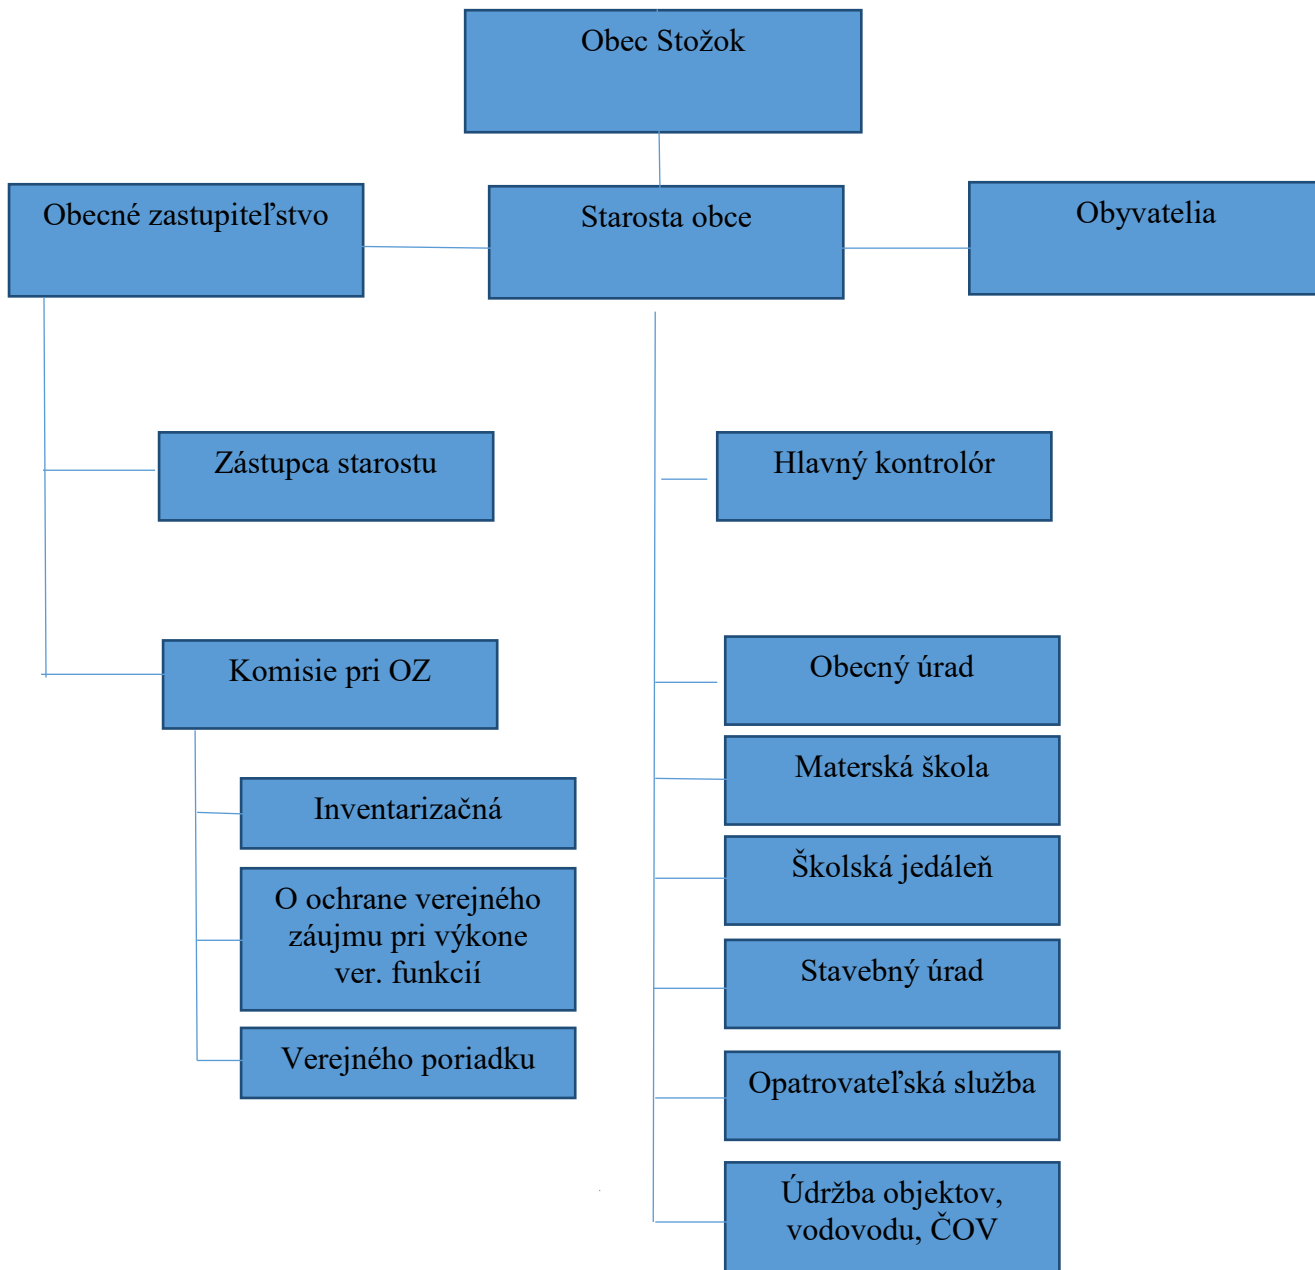 Obec Stožok
Obecné zastupiteľstvo
Starosta obce
Obyvatelia
Zástupca starostu
Hlavný kontrolór
Komisie pri OZ
Obecný úrad
Materská škola
Inventarizačná
Školská jedáleň
O ochrane verejného
záujmu pri výkone
ver. funkcií
Stavebný úrad
Verejného poriadku
Opatrovateľská služba
Údržba objektov,
vodovodu, ČOV